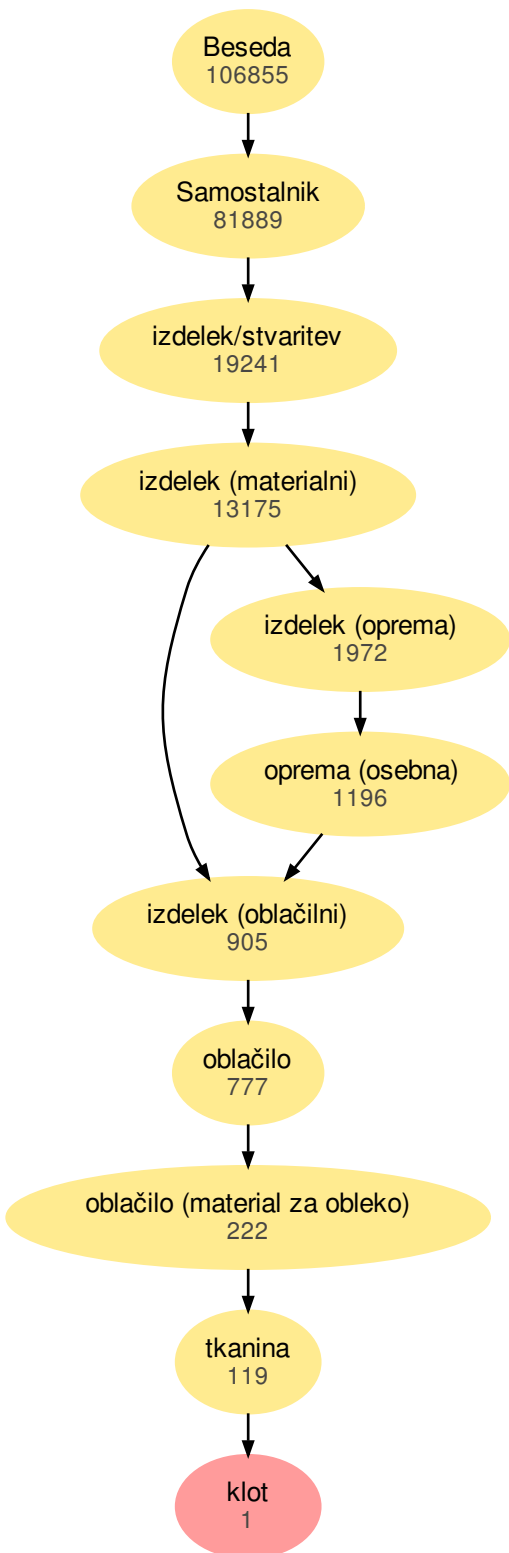 Beseda
106855
Samostalnik
81889
izdelek/stvaritev
19241
izdelek (materialni)
13175
izdelek (oprema)
1972
oprema (osebna)
1196
izdelek (oblačilni)
905
oblačilo
777
oblačilo (material za obleko)
222
tkanina
119
klot
1